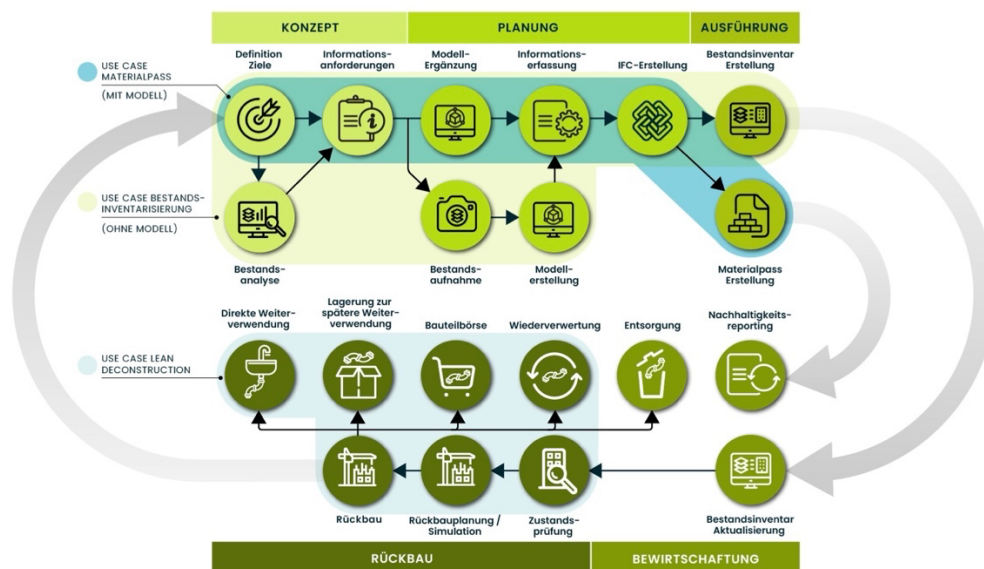 KONZEPT
PLANUNG
AUSFÜHRUNG
USE CASE
MATERIALPASS
(MIT MODELL)
Definition
Ziele
Informations-
anforderungen
Modell-
Ergänzung
Informations-
erfassung
IFC-Erstellung
Bestandsinventar
Erstellung
USE CASE BESTANDS-
INVENTARISIERUNG
(OHNE MODELL)
Bestands-
analyse
Bestands-
aufnahme
Modell-
erstellung
Materialpass
Erstellung
USE CASE LEAN
DECONSTRUCTION
Direkte Weiter-
verwendung
Lagerung zur
spätere Weiter-
verwendung
Bauteilbörse
Wiederverwertung
Entsorgung
Nachhaltigkeits-
reporting
Rückbau
Rückbauplanung /
Simulation
Zustands-
prüfung
Bestandsinventar
Aktualisierung
RÜCKBAU
BEWIRTSCHAFTUNG